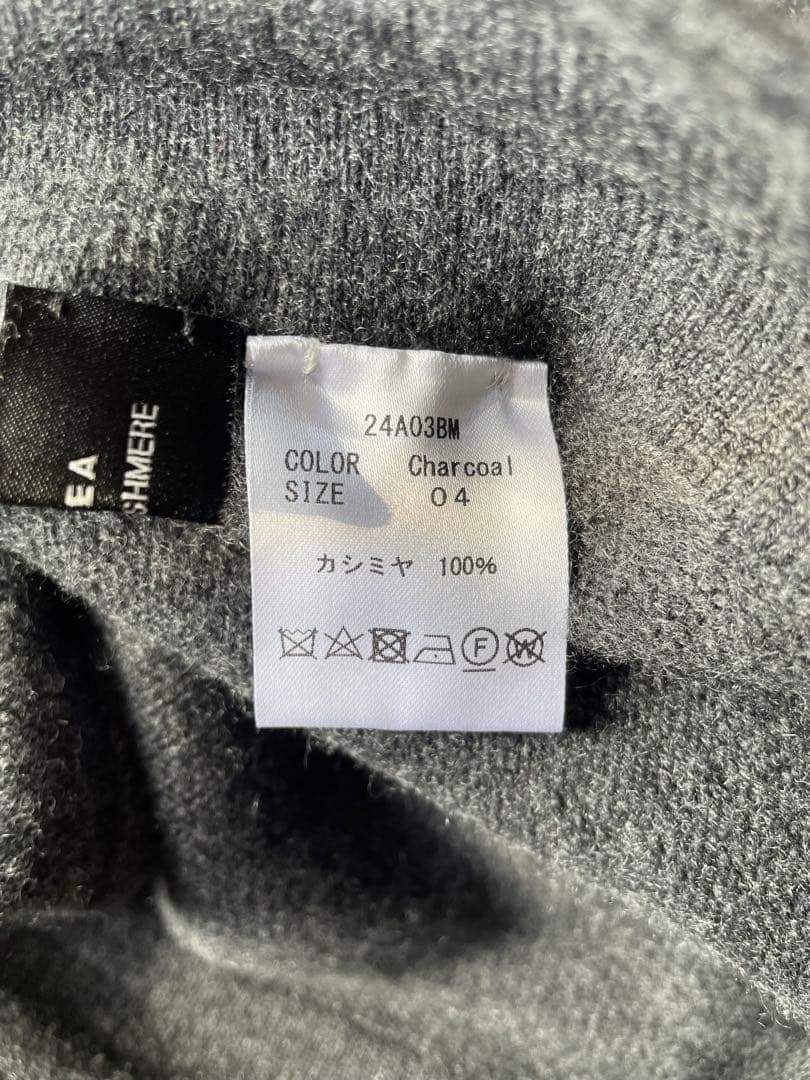 24A03BM
COLOR Charcoal
SIZE 04
カシミヤ 100%
F W
EA
SHMERE